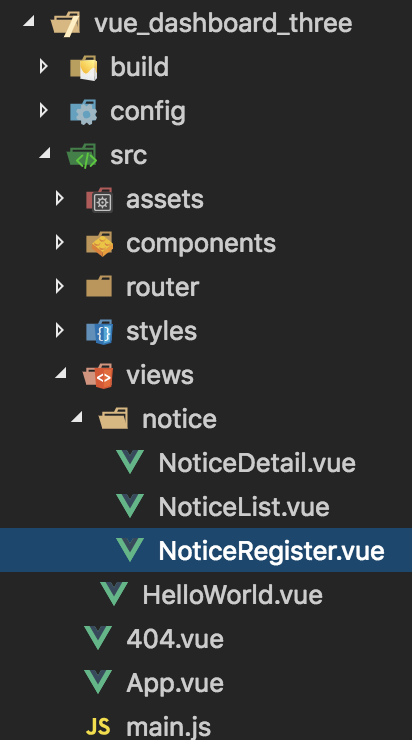 vue_dashboard_three
build
config
src
assets
components
router
styles
views
notice
NoticeDetail.vue
NoticeList.vue
NoticeRegister.vue
HelloWorld.vue
404.vue
App.vue
JS main.js